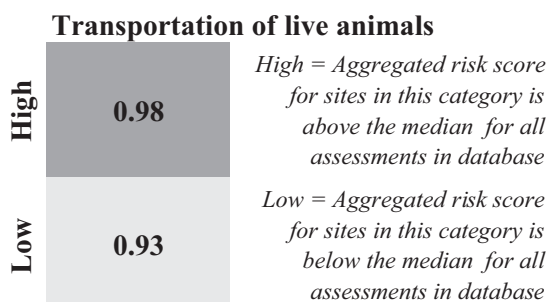 Transportation of live animals
High
0.98
High = Aggregated risk score
for sites in this category is
above the median for all
assessments in database
Low
0.93
Low = Aggregated risk score
for sites in this category is
below the median for all
assessments in database